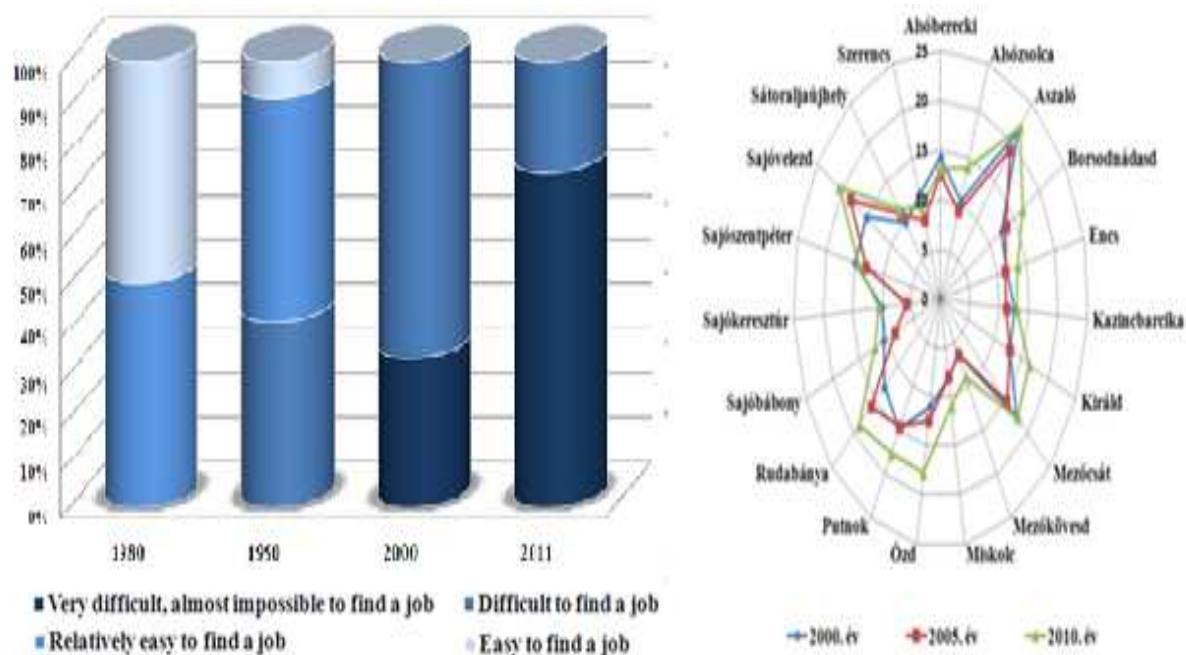 100%
90%
80%
70%
60%
50%
40%
30%
20%
10%
0%
1980 1990 2000 2011
Very difficult, almost impossible to find a job
Difficult to find a job
Relatively easy to find a job
Easy to find a job
Alsóberecki
Alsózsolca
Aszaló
Borsodnádasd
Encs
Kazincbarcika
Királd
Mezőcsát
Mezőkövesd
Miskolc
Ózd
Putnok
Rudabánya
Sajóbábony
Sajókeresztúr
Sajószentpéter
Sajóvelezd
Sátoraljaújhely
Szerencs
25
20
15
10
5
0
2000. év 2005. év 2010. év